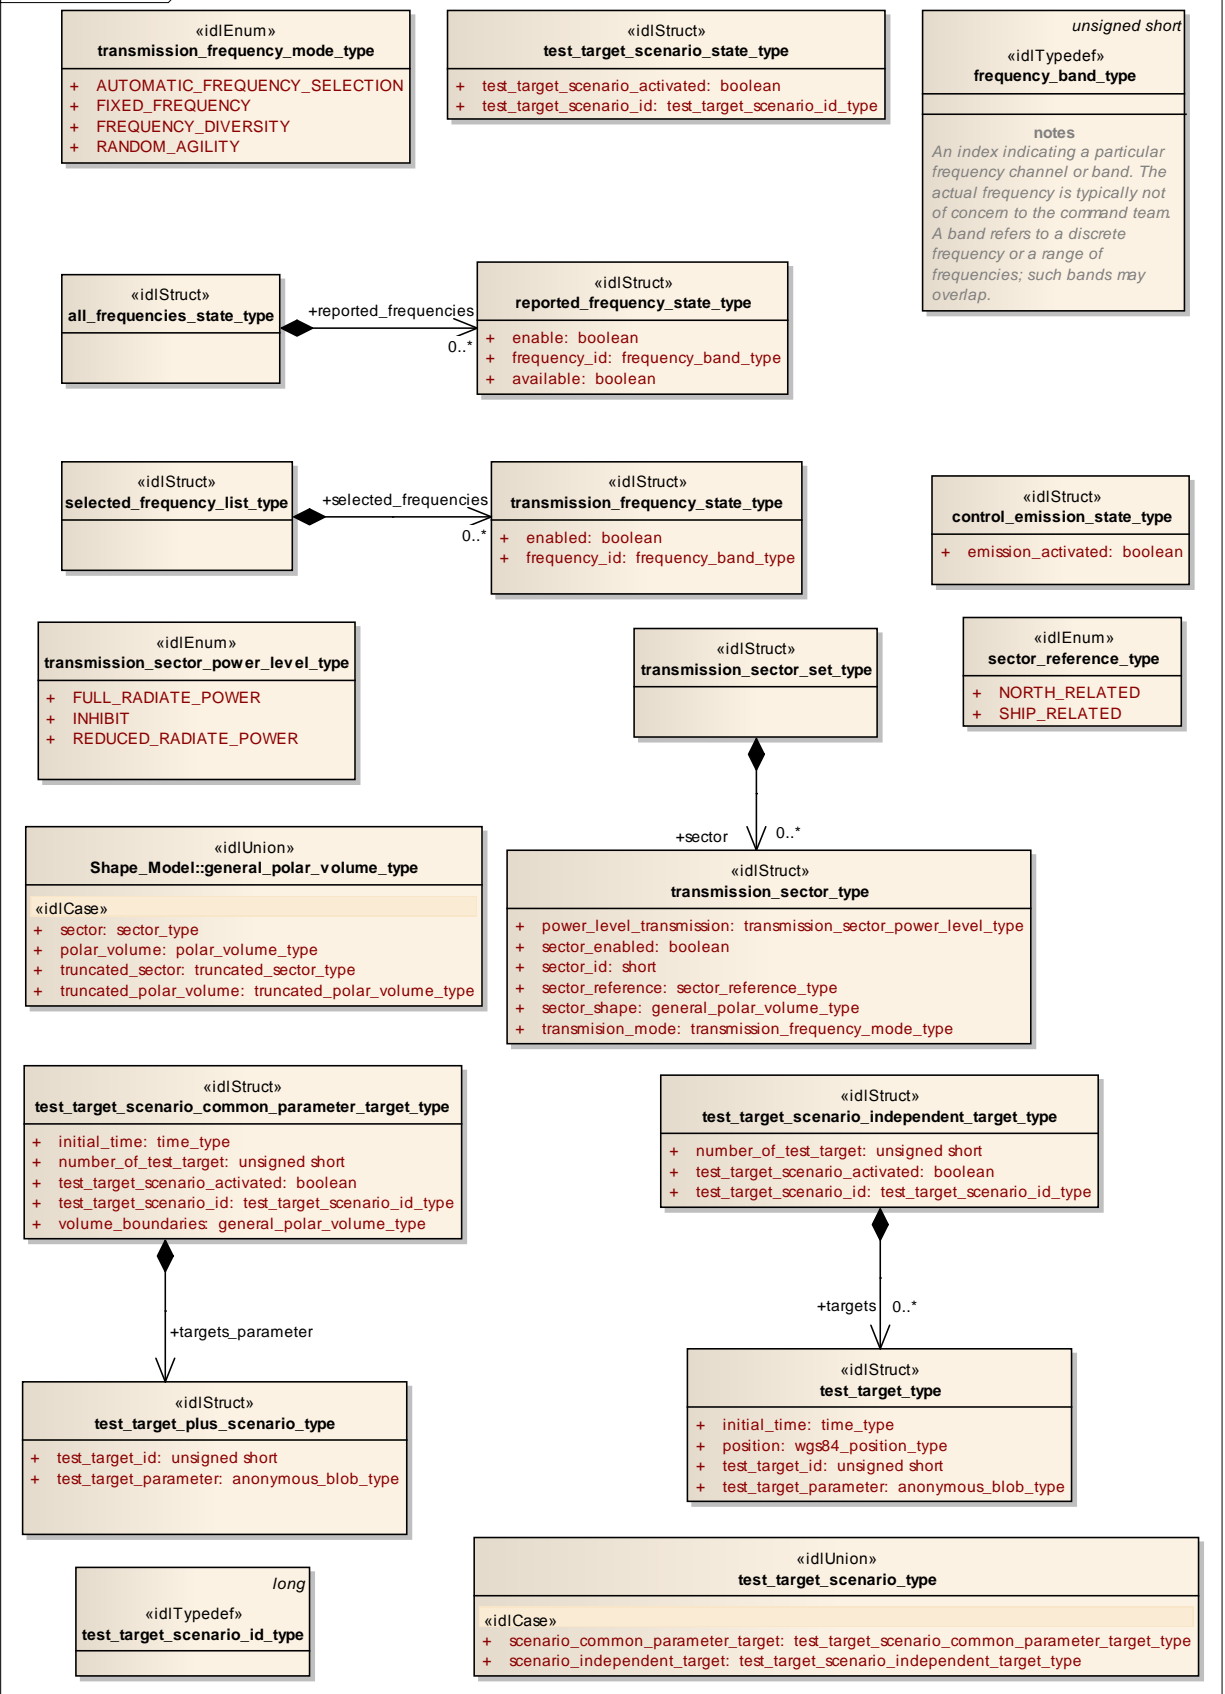 «idlEnum»
transmission_frequency_mode_type
+ AUTOMATIC_FREQUENCY_SELECTION
+ FIXED_FREQUENCY
+ FREQUENCY_DIVERSITY
+ RANDOM_AGILITY
«idlStruct»
test_target_scenario_state_type
+ test_target_scenario_activated: boolean
+ test_target_scenario_id: test_target_scenario_id_type
unsigned short
«idlTypedef»
frequency_band_type
notes
An index indicating a particular
frequency channel or band. The
actual frequency is typically not
of concern to the command team.
A band refers to a discrete
frequency or a range of
frequencies; such bands may
overlap.
«idlStruct»
all_frequencies_state_type
+reported_frequencies
0..*
«idlStruct»
reported_frequency_state_type
+ enable: boolean
+ frequency_id: frequency_band_type
+ available: boolean
«idlStruct»
selected_frequency_list_type
+selected_frequencies
0..*
«idlStruct»
transmission_frequency_state_type
+ enabled: boolean
+ frequency_id: frequency_band_type
«idlStruct»
control_emission_state_type
+ emission_activated: boolean
«idlEnum»
transmission_sector_power_level_type
+ FULL_RADIATE_POWER
+ INHIBIT
+ REDUCED_RADIATE_POWER
«idlStruct»
transmission_sector_set_type
«idlEnum»
sector_reference_type
+ NORTH_RELATED
+ SHIP_RELATED
+sector
0..*
«idlUnion»
Shape_Model::general_polar_volume_type
«idlCase»
+ sector: sector_type
+ polar_volume: polar_volume_type
+ truncated_sector: truncated_sector_type
+ truncated_polar_volume: truncated_polar_volume_type
«idlStruct»
transmission_sector_type
+ power_level_transmission: transmission_sector_power_level_type
+ sector_enabled: boolean
+ sector_id: short
+ sector_reference: sector_reference_type
+ sector_shape: general_polar_volume_type
+ transmision_mode: transmission_frequency_mode_type
«idlStruct»
test_target_scenario_common_parameter_target_type
+ initial_time: time_type
+ number_of_test_target: unsigned short
+ test_target_scenario_activated: boolean
+ test_target_scenario_id: test_target_scenario_id_type
+ volume_boundaries: general_polar_volume_type
«idlStruct»
test_target_scenario_independent_target_type
+ number_of_test_target: unsigned short
+ test_target_scenario_activated: boolean
+ test_target_scenario_id: test_target_scenario_id_type
+targets_parameter
+targets
0..*
«idlStruct»
test_target_plus_scenario_type
+ test_target_id: unsigned short
+ test_target_parameter: anonymous_blob_type
«idlStruct»
test_target_type
+ initial_time: time_type
+ position: wgs84_position_type
+ test_target_id: unsigned short
+ test_target_parameter: anonymous_blob_type
long
«idlTypedef»
test_target_scenario_id_type
«idlUnion»
test_target_scenario_type
«idlCase»
+ scenario_common_parameter_target: test_target_scenario_common_parameter_target_type
+ scenario_independent_target: test_target_scenario_independent_target_type